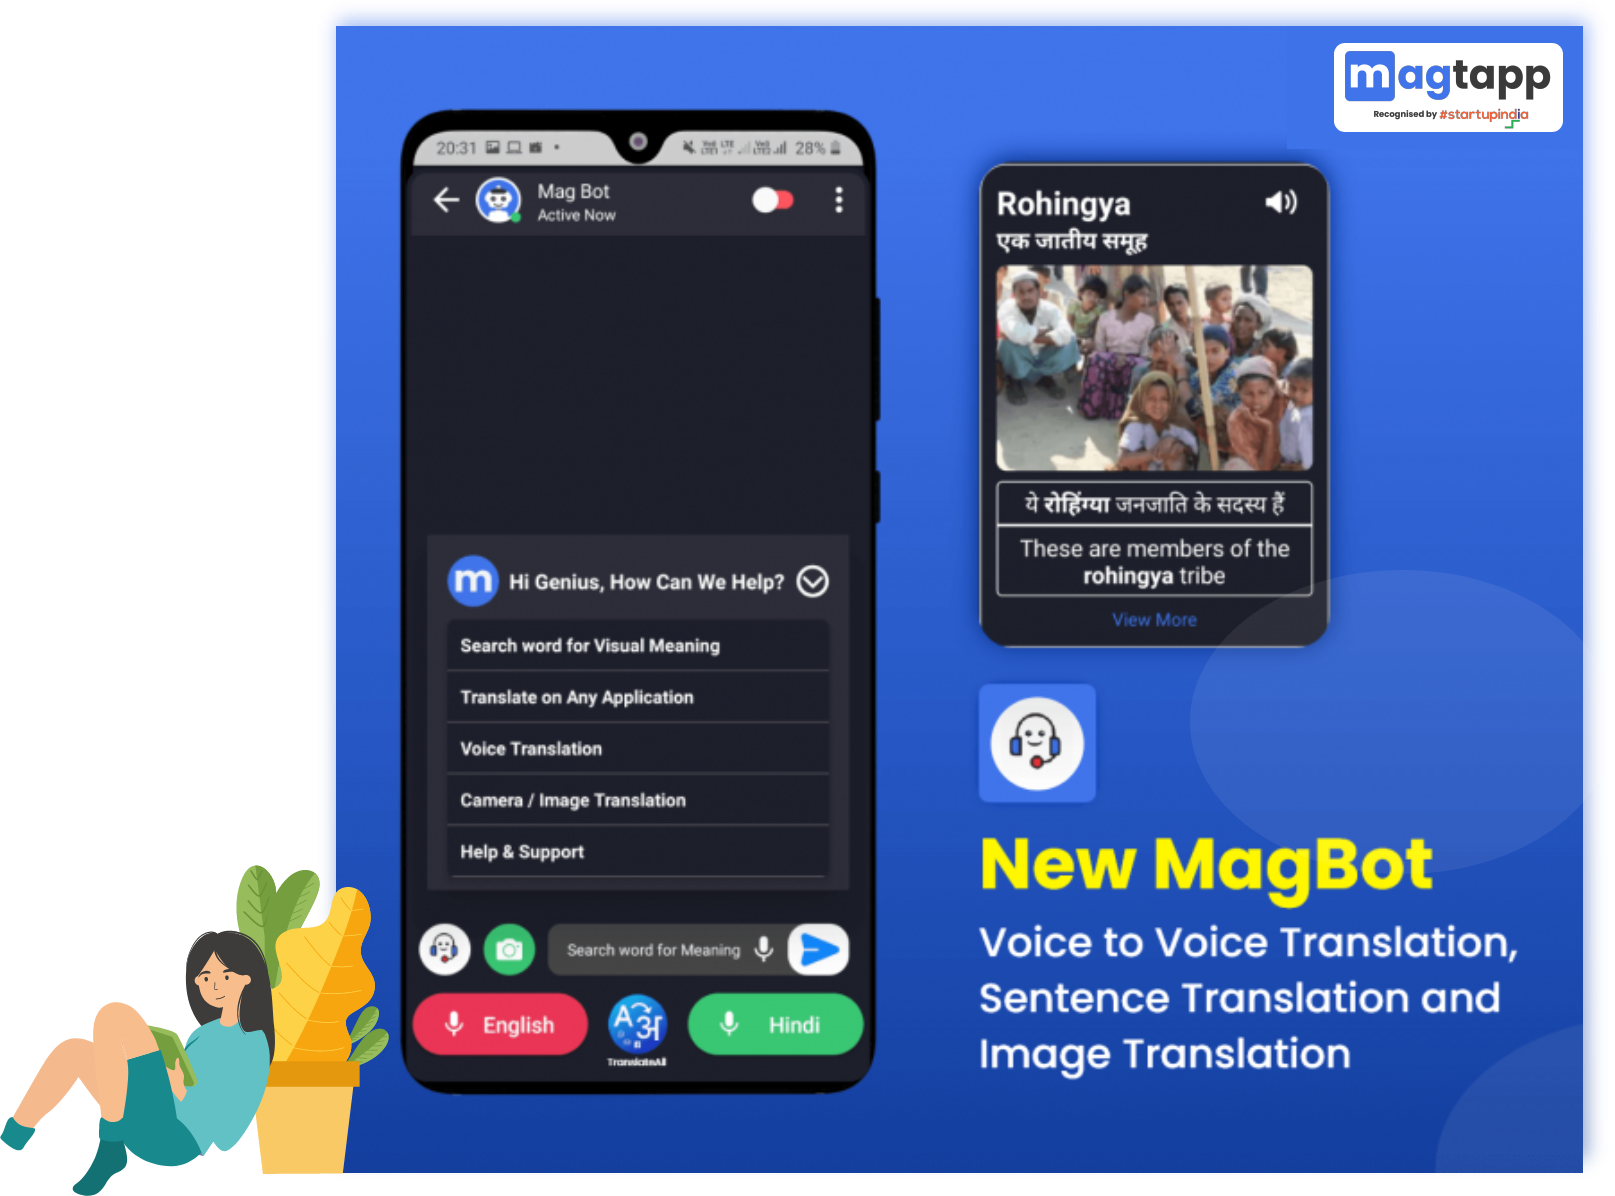 magtapp
Recognised by #startupindia
20:31
28%
Mag Bot
Active Now
Hi Genius, How Can We Help?
Search word for Visual Meaning
Translate on Any Application
Voice Translation
Camera / Image Translation
Help & Support
Search word for Meaning
English
TranslateAll
Hindi
Rohingya
एक जातीय समूह
ये रोहिंग्या जनजाति के सदस्य हैं
These are members of the
rohingya tribe
View More
New MagBot
Voice to Voice Translation,
Sentence Translation and
Image Translation